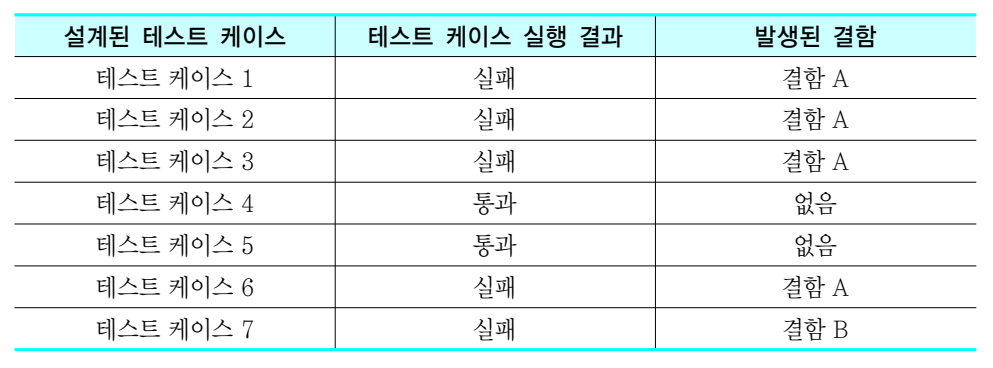 설계된 테스트 케이스 테스트 케이스 실행 결과 발생된 결함
테스트 케이스 1 실패 결함 A
테스트 케이스 2 실패 결함 A
테스트 케이스 3 실패 결함 A
테스트 케이스 4 통과 없음
테스트 케이스 5 통과 없음
테스트 케이스 6 실패 결함 A
테스트 케이스 7 실패 결함 B